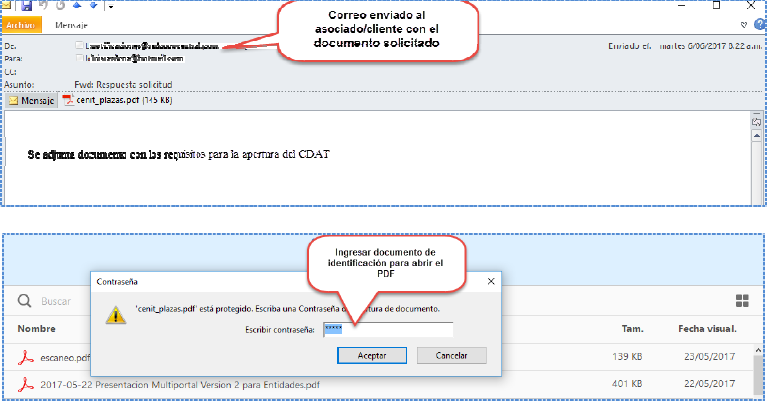 Archivo Mensaje
Correo enviado al
asociado/cliente con el
documento solicitado
De:
Enviado el: martes 6/06/2017 8:22 a.m.
Para:
CC:
Asunto: Fwd: Respuesta solicitud
Mensaje cenit_plazas.pdf (145 KB)
Se adjunta documento con los requisitos para la apertura del CDAT
Ingresar documento de
identificación para abrir el
PDF
Contraseña
'cenit_plazas.pdf' está protegido. Escriba una Contraseña de documento.
Escribir contraseña: *****
Aceptar Cancelar
Buscar
Nombre Tam. Fecha visual.
escaneo.pdf 139 KB 23/05/2017
2017-05-22 Presentacion Multiportal Version 2 para Entidades.pdf 401 KB 22/05/2017